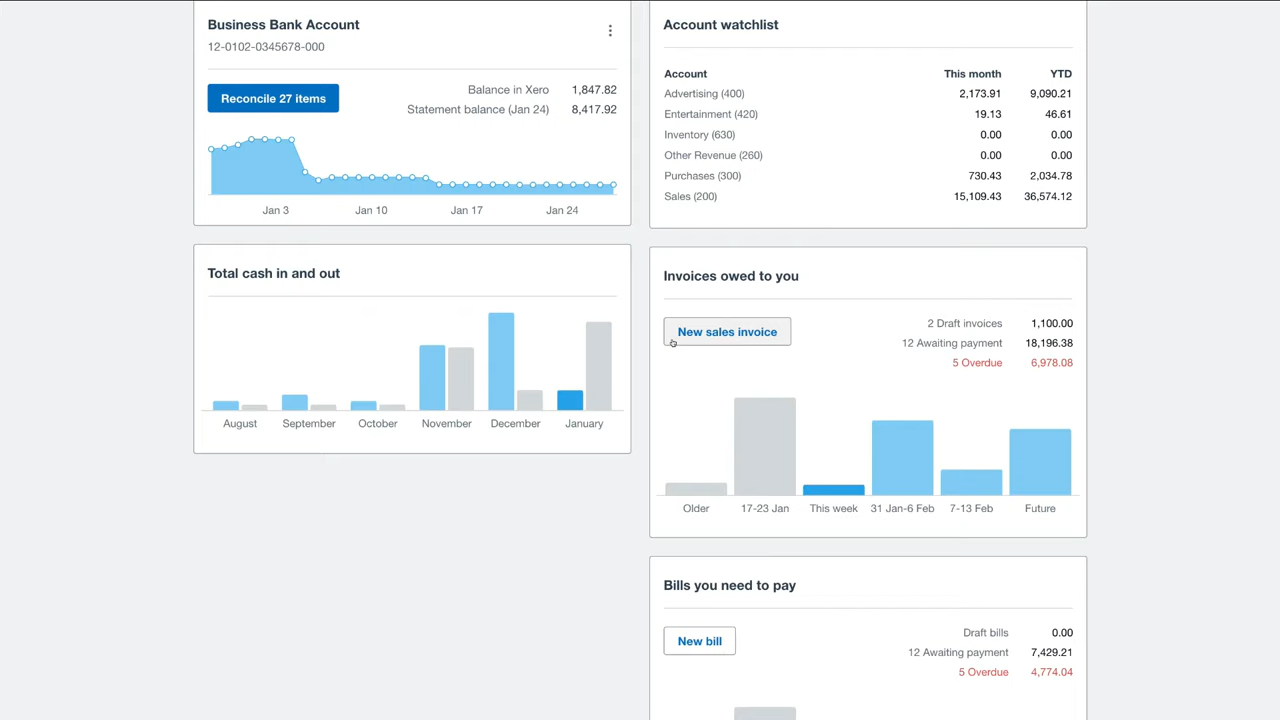 Business Bank Account
12-0102-0345678-000
Reconcile 27 items
Balance in Xero 1,847.82
Statement balance (Jan 24) 8,417.92
Jan 3 Jan 10 Jan 17 Jan 24
Total cash in and out
August September October November December January
Account watchlist
Account This month YTD
Advertising (400) 2,173.91 9,090.21
Entertainment (420) 19.13 46.61
Inventory (630) 0.00 0.00
Other Revenue (260) 0.00 0.00
Purchases (300) 730.43 2,034.78
Sales (200) 15,109.43 36,574.12
Invoices owed to you
New sales invoice
2 Draft invoices 1,100.00
12 Awaiting payment 18,196.38
5 Overdue 6,978.08
Older 17-23 Jan This week 31 Jan-6 Feb 7-13 Feb Future
Bills you need to pay
New bill
Draft bills 0.00
12 Awaiting payment 7,429.21
5 Overdue 4,774.04